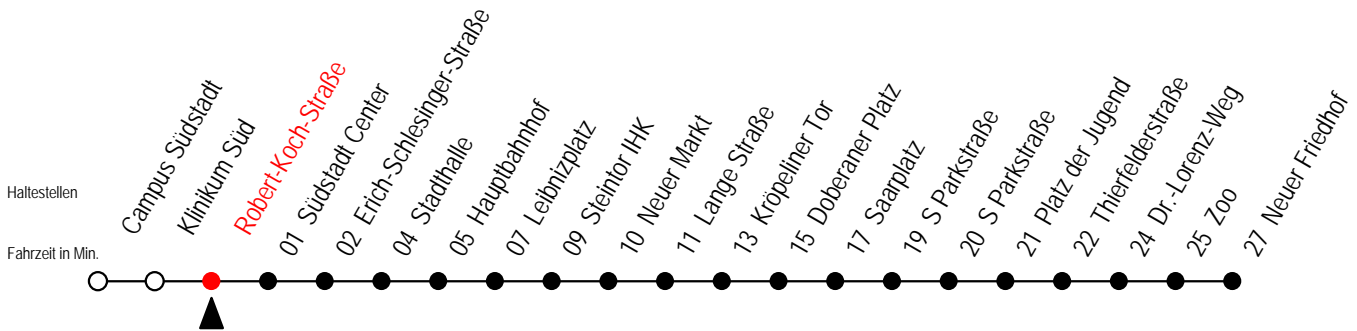 Haltestellen
Fahrzeit in Min.
Campus Südstadt
Klinikum Süd
Robert-Koch-Straße
01 Südstadt Center
02 Erich-Schlesinger-Straße
04 Stadthalle
05 Hauptbahnhof
07 Leibnizplatz
09 Steintor IHK
10 Neuer Markt
11 Lange Straße
13 Kröpeliner Tor
15 Doberaner Platz
17 Saarplatz
19 S Parkstraße
20 S Parkstraße
21 Platz der Jugend
22 Thierfelderstraße
24 Dr.-Lorenz-Weg
25 Zoo
27 Neuer Friedhof